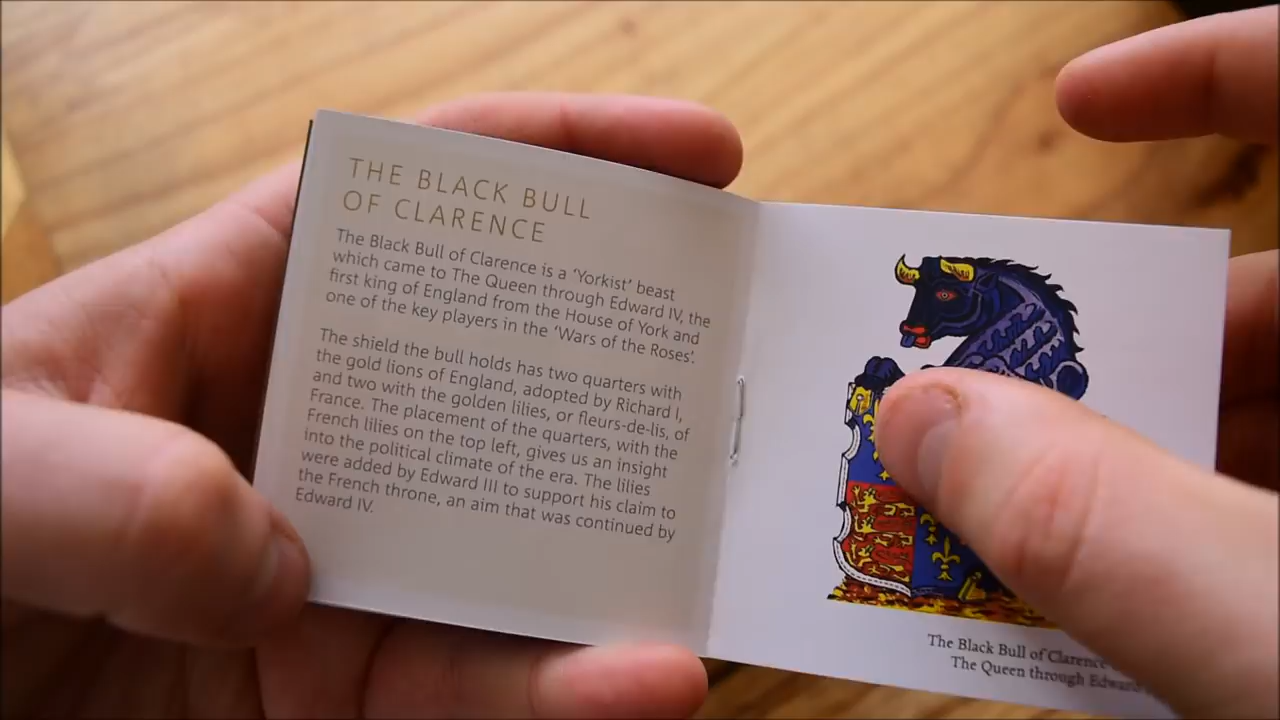 THE BLACK BULL
OF CLARENCE
The Black Bull of Clarence is a 'Yorkist' beast
which came to The Queen through Edward IV, the
first king of England from the House of York and
one of the key players in the 'Wars of the Roses'.
The shield the bull holds has two quarters with
the gold lions of England, adopted by Richard I,
and two with the golden lilies, or fleurs-de-lis, of
France. The placement of the quarters, with the
French lilies on the top left, gives us an insight
into the political climate of the era. The lilies
were added by Edward III to support his claim to
the French throne, an aim that was continued by
Edward IV.
The Black Bull of Clarence
The Queen through Edward